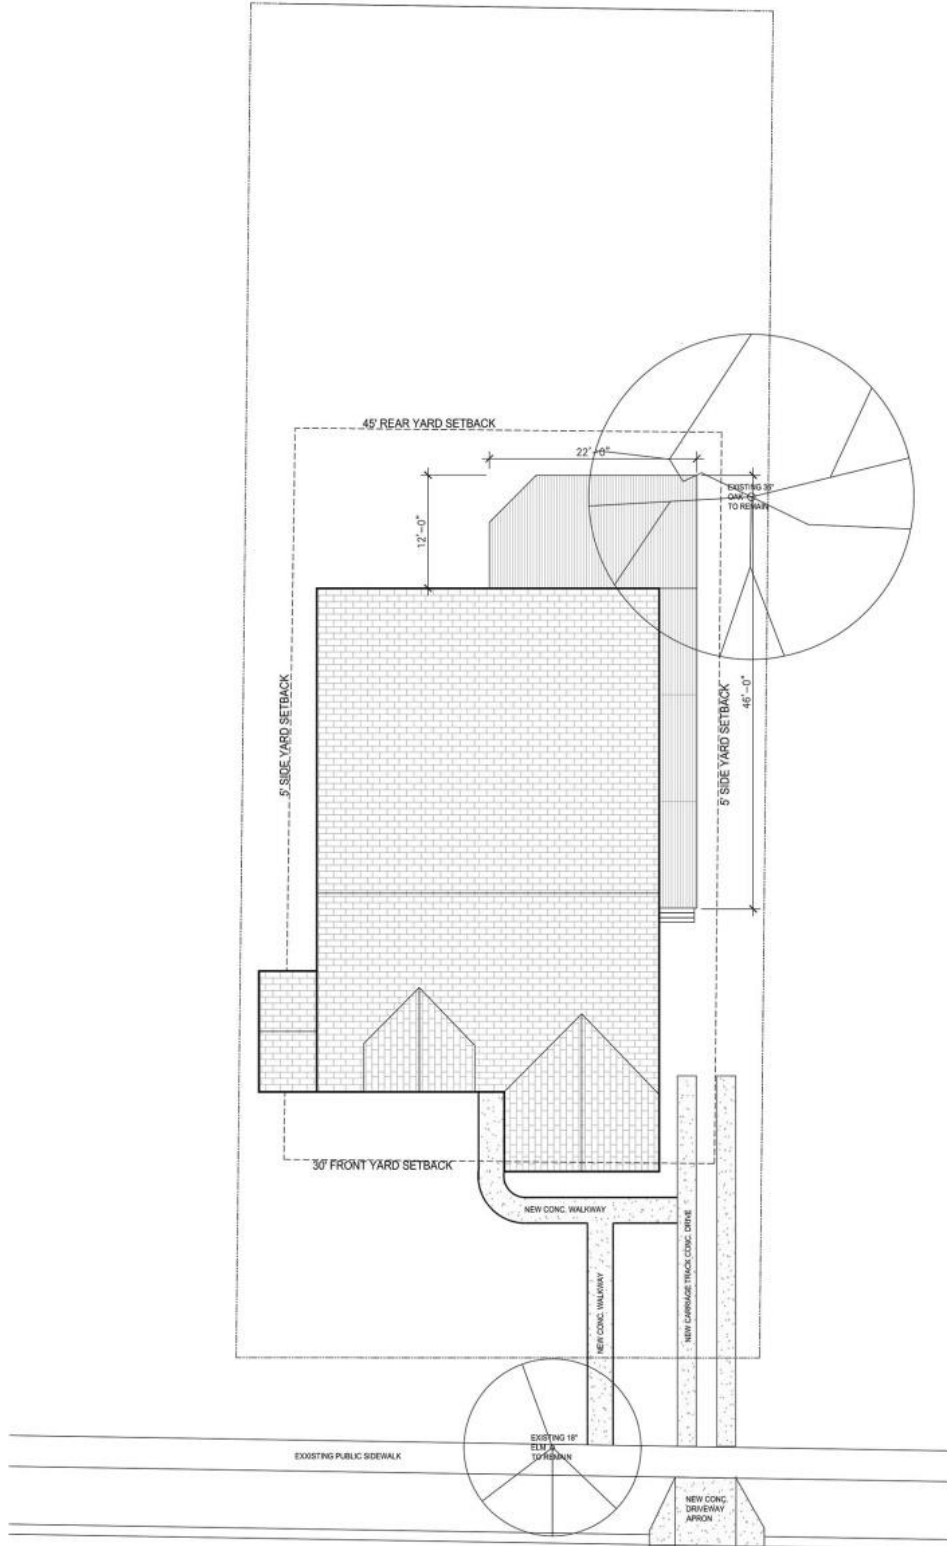 45' REAR YARD SETBACK
22'-0"
EXISTING 36"
OAK
TO REMAIN
12'-0"
5' SIDE YARD SETBACK
46'-0"
5' SIDE YARD SETBACK
30' FRONT YARD SETBACK
NEW CONC. WALKWAY
NEW CARRIAGE TRACK CONC. DRIVE
NEW CONC. WALKWAY
EXISTING 18"
ELM
TO REMAIN
EXXISTING PUBLIC SIDEWALK
NEW CONC.
DRIVEWAY
APRON